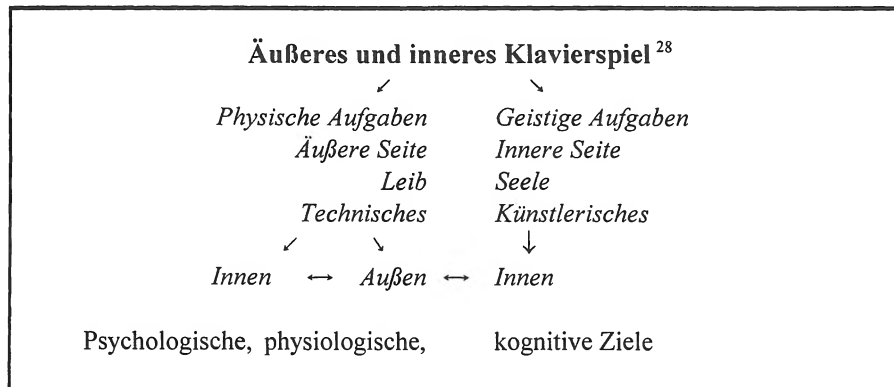 Äußeres und inneres Klavierspiel 28
↙ ↘
Physische Aufgaben Geistige Aufgaben
Äußere Seite Innere Seite
Leib Seele
Technisches Künstlerisches
↙ ↘ ↓
Innen ↔ Außen ↔ Innen
Psychologische, physiologische, kognitive Ziele